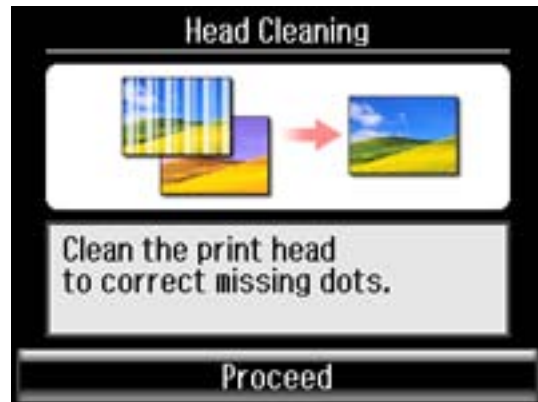 Head Cleaning
Clean the print head
to correct missing dots.
Proceed